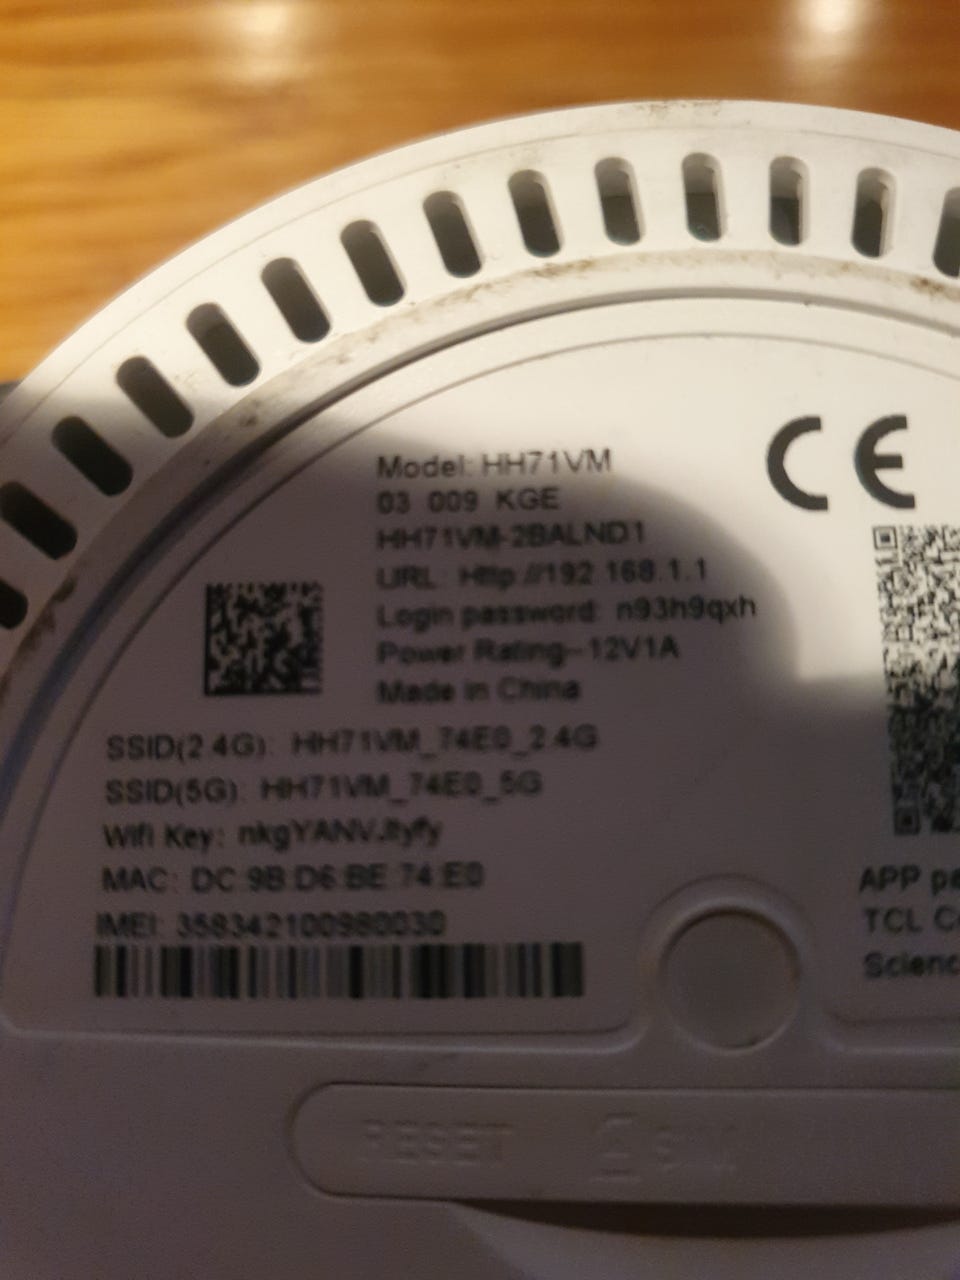 Model: HH71VM
03 009 KGE
HH71VM-2BALND1
URL: Http://192.168.1.1
Login password: n93h9qxh
Power Rating--12V1A
Made in China
SSID(2.4G): HH71VM_74E0_2.4G
SSID(5G): HH71VM_74E0_5G
Wifi Key:
MAC: DC:9B:D6:BE:74:E0
IMEI: 358342100980030
CE
APP
TCL
RESET
SIM